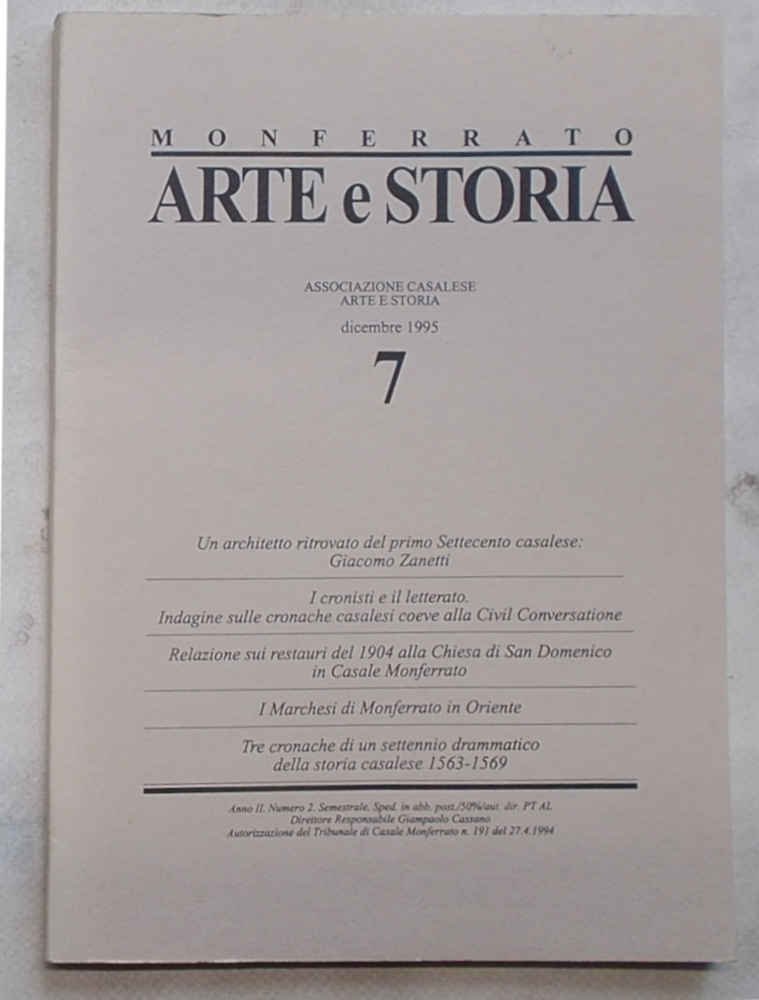 MONFERRATO
ARTE e STORIA
ASSOCIAZIONE CASALESE
ARTE E STORIA
dicembre 1995
7
Un architetto ritrovato del primo Settecento casalese:
Giacomo Zanetti
I cronisti e il letterato.
Indagine sulle cronache casalesi coeve alla Civil Conversatione
Relazione sui restauri del 1904 alla Chiesa di San Domenico
in Casale Monferrato
I Marchesi di Monferrato in Oriente
Tre cronache di un settennio drammatico
della storia casalese 1563-1569
Anno II. Numero 2. Semestrale. Sped. in abb. post./50%/aut. dir. PT AL
Direttore Responsabile Giampaolo Cassano
Autorizzazione del Tribunale di Casale Monferrato n. 191 del 27.4.1994